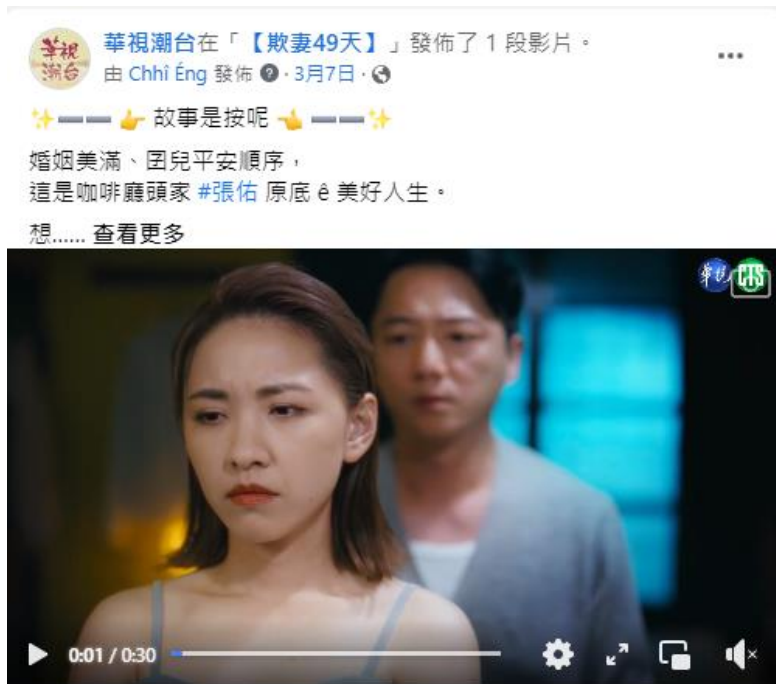 華視潮台在「【欺妻49天】」發佈了 1 段影片。
由 Chhî Éng 發佈 · 3月7日 ·
✨➖➖ 👉 故事是按呢 👈 ➖➖✨
婚姻美滿、囝兒平安順序，
這是咖啡廳頭家 #張佑 原底 ê 美好人生。
想…… 查看更多
華視 CTS
0:01 / 0:30
華視
潮台